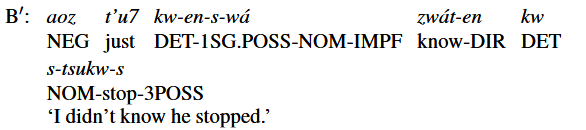 B′: aoz t’u7 kw-en-s-wá zwát-en kw
NEG just DET-1SG.POSS-NOM-IMPF know-DIR DET
s-tsukw-s
NOM-stop-3POSS
‘I didn’t know he stopped.’